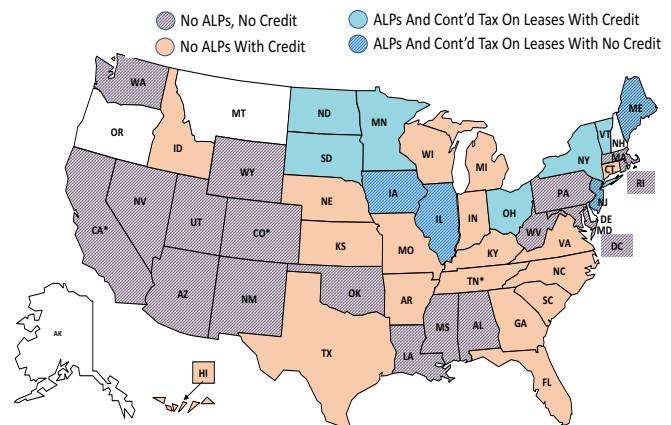 No ALPs, No Credit
ALPs And Cont'd Tax On Leases With Credit
No ALPs With Credit
ALPs And Cont'd Tax On Leases With No Credit
WA
MT
ND
MN
ME
OR
ID
WY
SD
WI
MI
VT
NH
NY
MA
CT
RI
NV
UT
CA*
CO*
NE
IA
IL
IN
OH
PA
NJ
DE
MD
DC
WV
VA
KS
MO
KY
NC
TN*
AZ
NM
OK
AR
SC
MS
AL
GA
TX
LA
FL
AK
HI